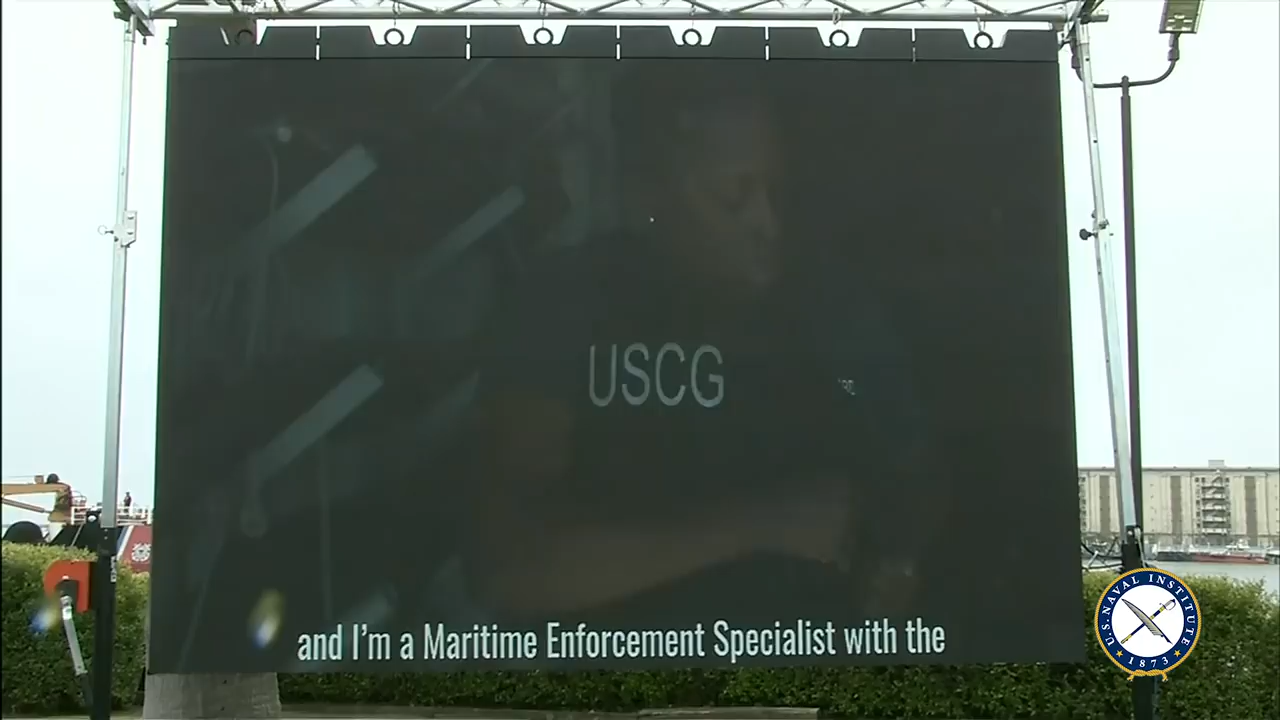 USCG
and I'm a Maritime Enforcement Specialist with the
U.S. NAVAL INSTITUTE
1873